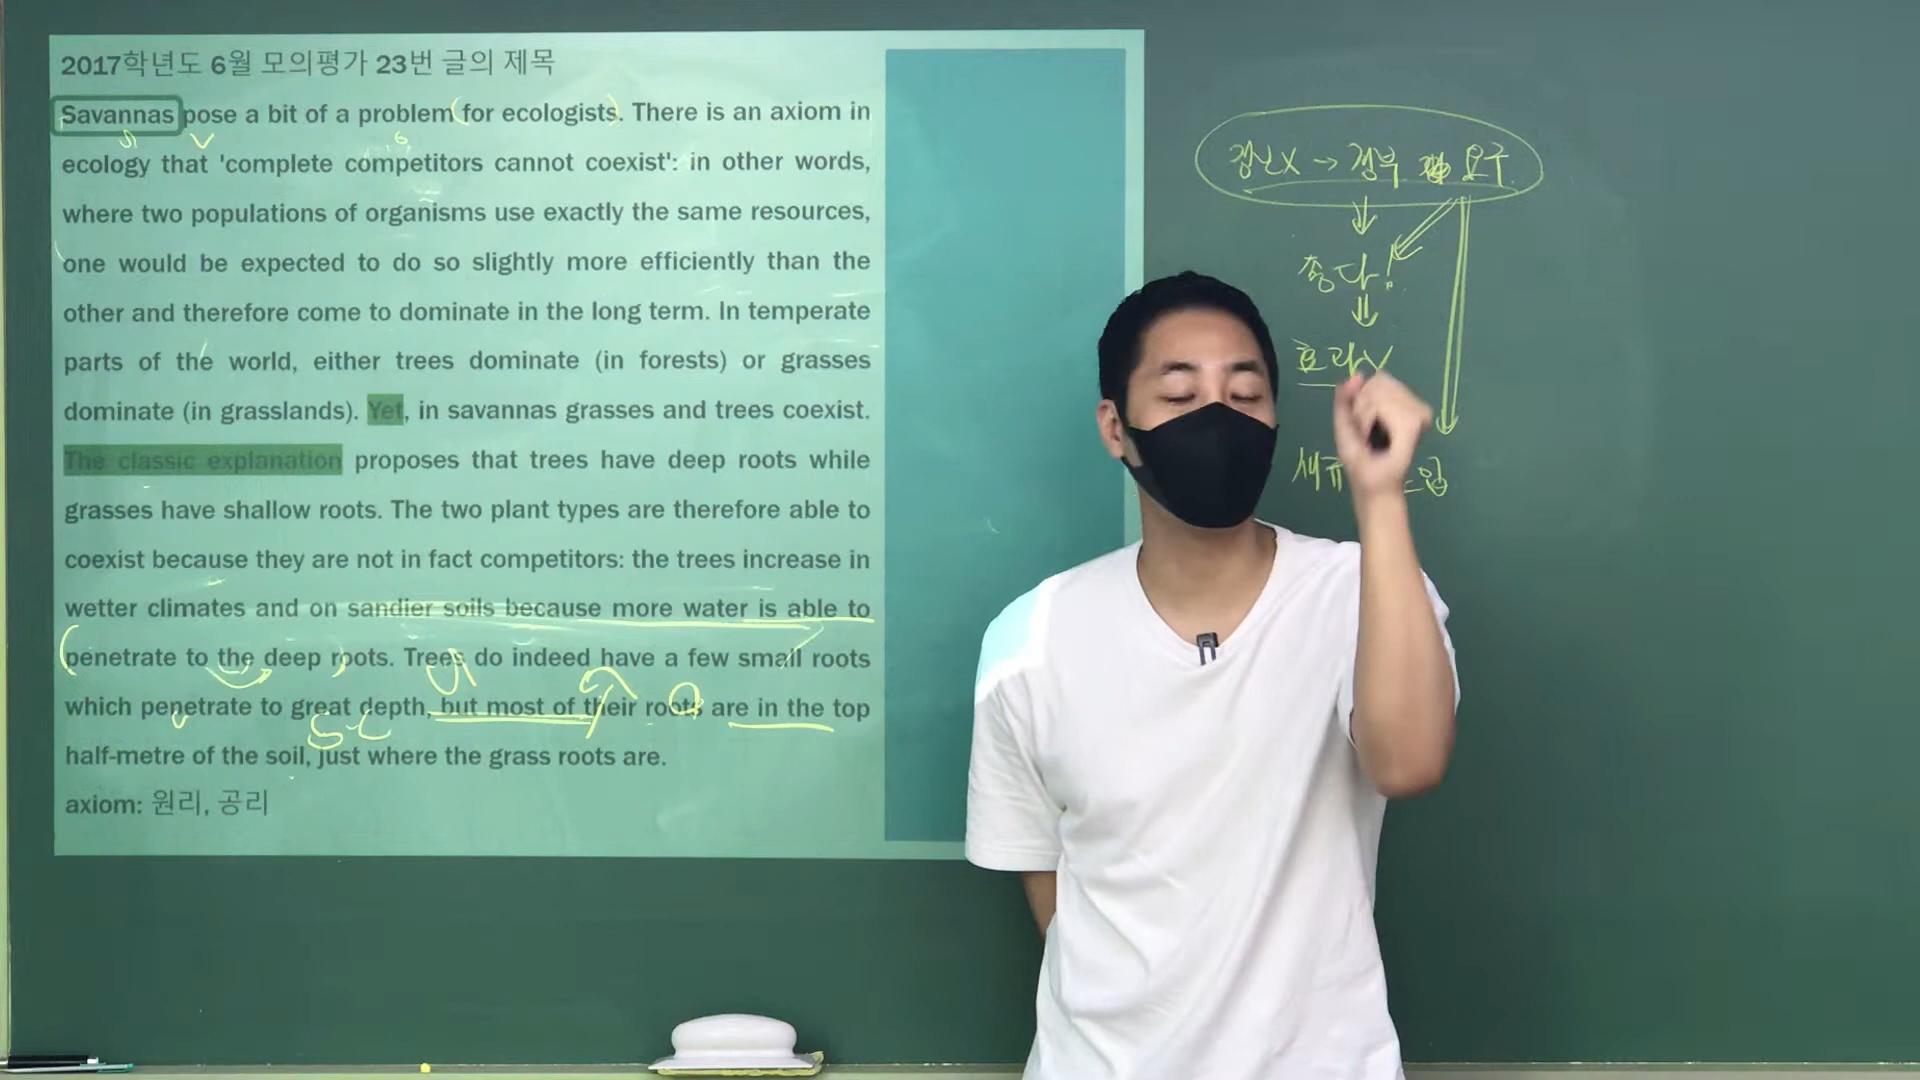 2017학년도 6월 모의평가 23번 글의 제목
Savannas pose a bit of a problem (for ecologists). There is an axiom in
ecology that 'complete competitors cannot coexist': in other words,
where two populations of organisms use exactly the same resources,
one would be expected to do so slightly more efficiently than the
other and therefore come to dominate in the long term. In temperate
parts of the world, either trees dominate (in forests) or grasses
dominate (in grasslands). Yet, in savannas grasses and trees coexist.
The classic explanation proposes that trees have deep roots while
grasses have shallow roots. The two plant types are therefore able to
coexist because they are not in fact competitors: the trees increase in
wetter climates and on sandier soils because more water is able to
(penetrate to the deep roots. Trees do indeed have a few small roots
which penetrate to great depth, but most of their roots are in the top
half-metre of the soil, just where the grass roots are.
axiom: 원리, 공리
요구
좋다!
효과